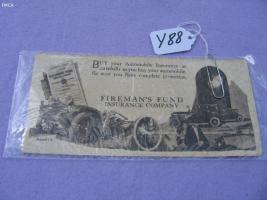 Y88
BUY your Automobile Insurance as
carefully as you buy your automobile.
Be sure you have complete protection.
FIREMAN'S FUND
INSURANCE COMPANY